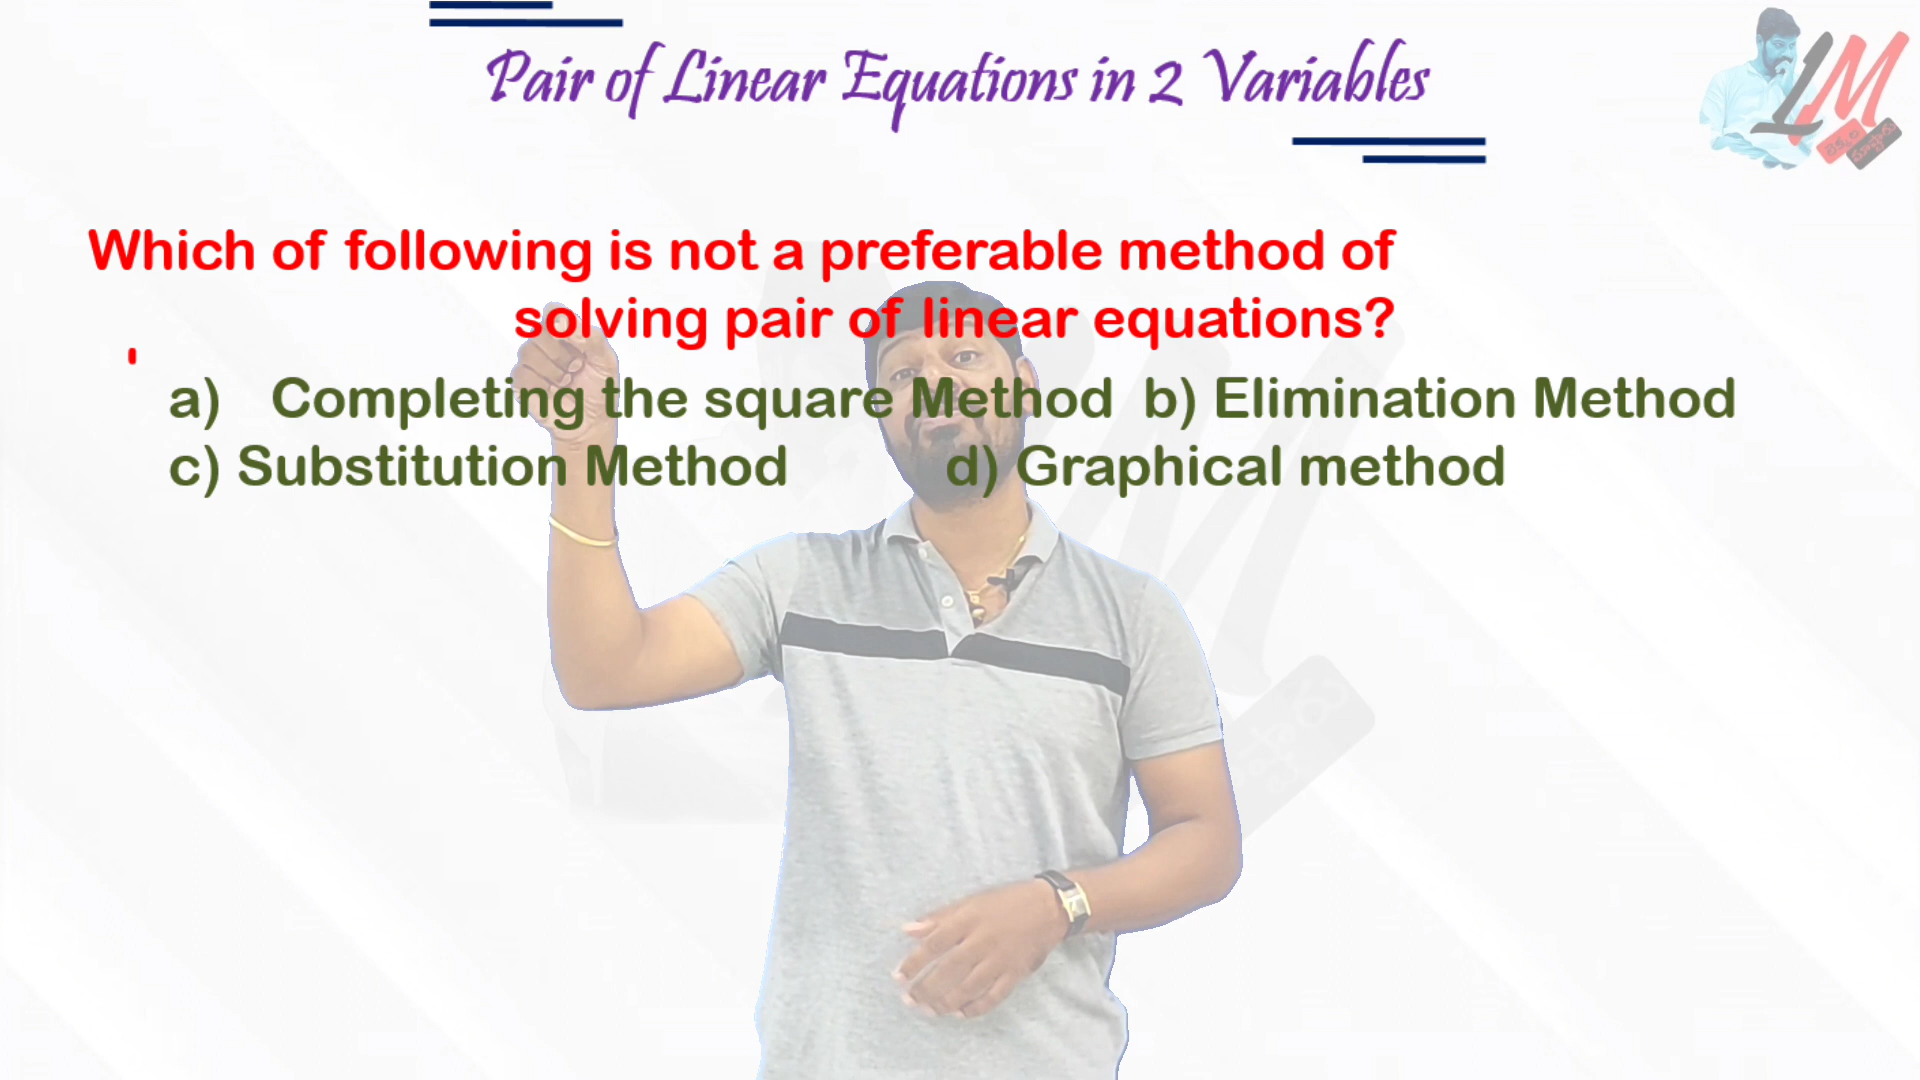 Pair of Linear Equations in 2 Variables
LM
Which of following is not a preferable method of
solving pair of linear equations?
a) Completing the square Method b) Elimination Method
c) Substitution Method d) Graphical method